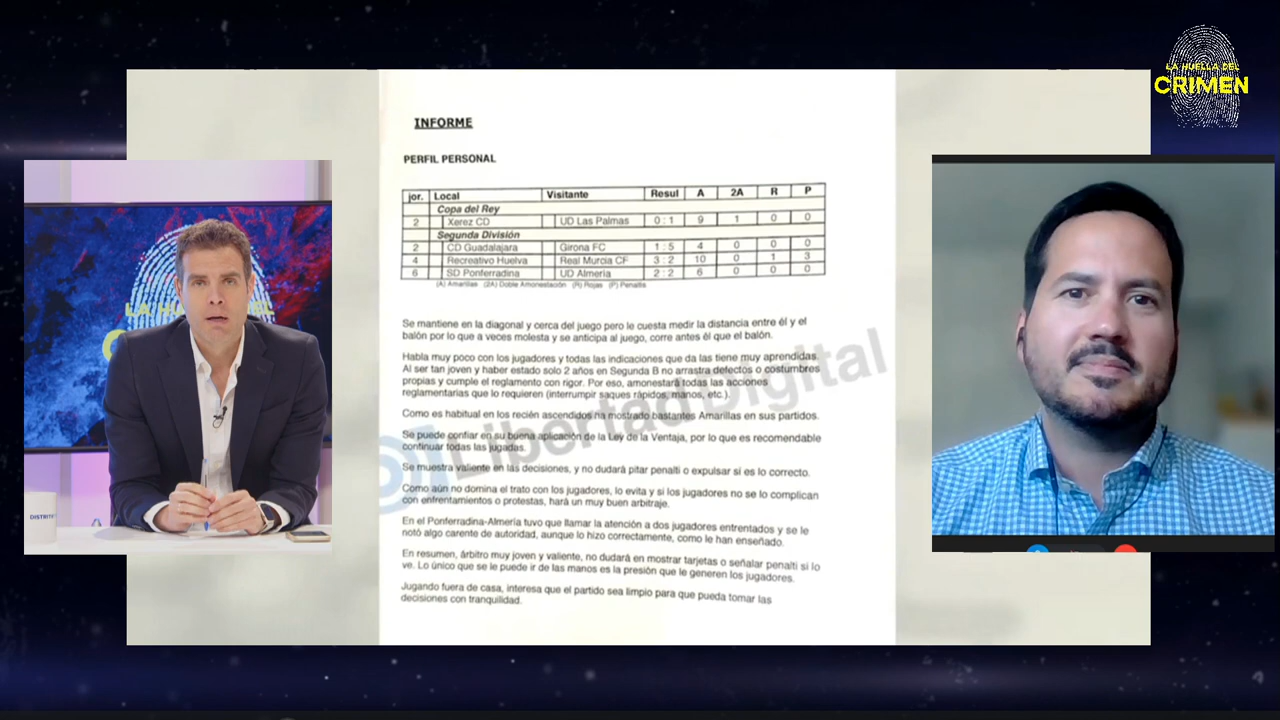 LA HUELLA DEL
CRIMEN
INFORME
PERFIL PERSONAL
jor. Local Visitante Resul A 2A R P
Copa del Rey
2 Xerez CD UD Las Palmas 0 : 1 9 1 0 0
Segunda División
2 CD Guadalajara Girona FC 1 : 5 4 0 0 0
4 Recreativo Huelva Real Murcia CF 3 : 2 10 0 1 3
6 SD Ponferradina UD Almeria 2 : 2 6 0 0 0
(A) Amarillas (2A) Doble Amonestación (R) Rojas (P) Penaltis
Se mantiene en la diagonal y cerca del juego pero le cuesta medir la distancia entre él y el
balón por lo que a veces molesta y se anticipa al juego, corre antes él que el balón.
Habla muy poco con los jugadores y todas las indicaciones que da las tiene muy aprendidas.
Al ser tan joven y haber estado solo 2 años en Segunda B no arrastra defectos o costumbres
propias y cumple el reglamento con rigor. Por eso, amonestará todas las acciones
reglamentarias que lo requieren (interrumpir saques rápidos, manos, etc.).
Como es habitual en los recién ascendidos ha mostrado bastantes Amarillas en sus partidos.
Se puede confiar en su buena aplicación de la Ley de la Ventaja, por lo que es recomendable
continuar todas las jugadas.
Se muestra valiente en las decisiones, y no dudará pitar penalti o expulsar si es lo correcto.
Como aún no domina el trato con los jugadores, lo evita y si los jugadores no se lo complican
con enfrentamientos o protestas, hará un muy buen arbitraje.
En el Ponferradina-Almería tuvo que llamar la atención a dos jugadores entrentados y se le
notó algo carente de autoridad, aunque lo hizo correctamente, como le han enseñado.
En resumen, árbitro muy joven y valiente, no dudará en mostrar tarjetas o señalar penalti si lo
ve. Lo único que se le puede ir de las manos es la presión que le generen los jugadores.
Jugando fuera de casa, interesa que el partido sea limpio para que pueda tomar las
decisiones con tranquilidad.
Libertad Digital
LA HU
DEL
DISTRITO